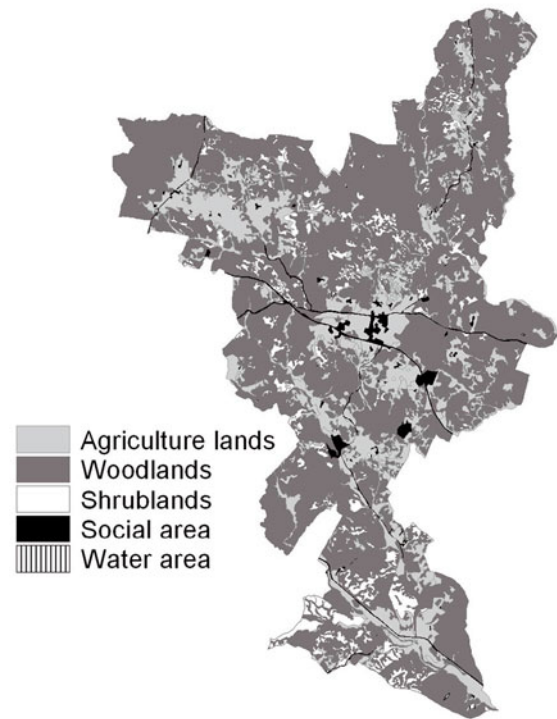 Agriculture lands
Woodlands
Shrublands
Social area
Water area